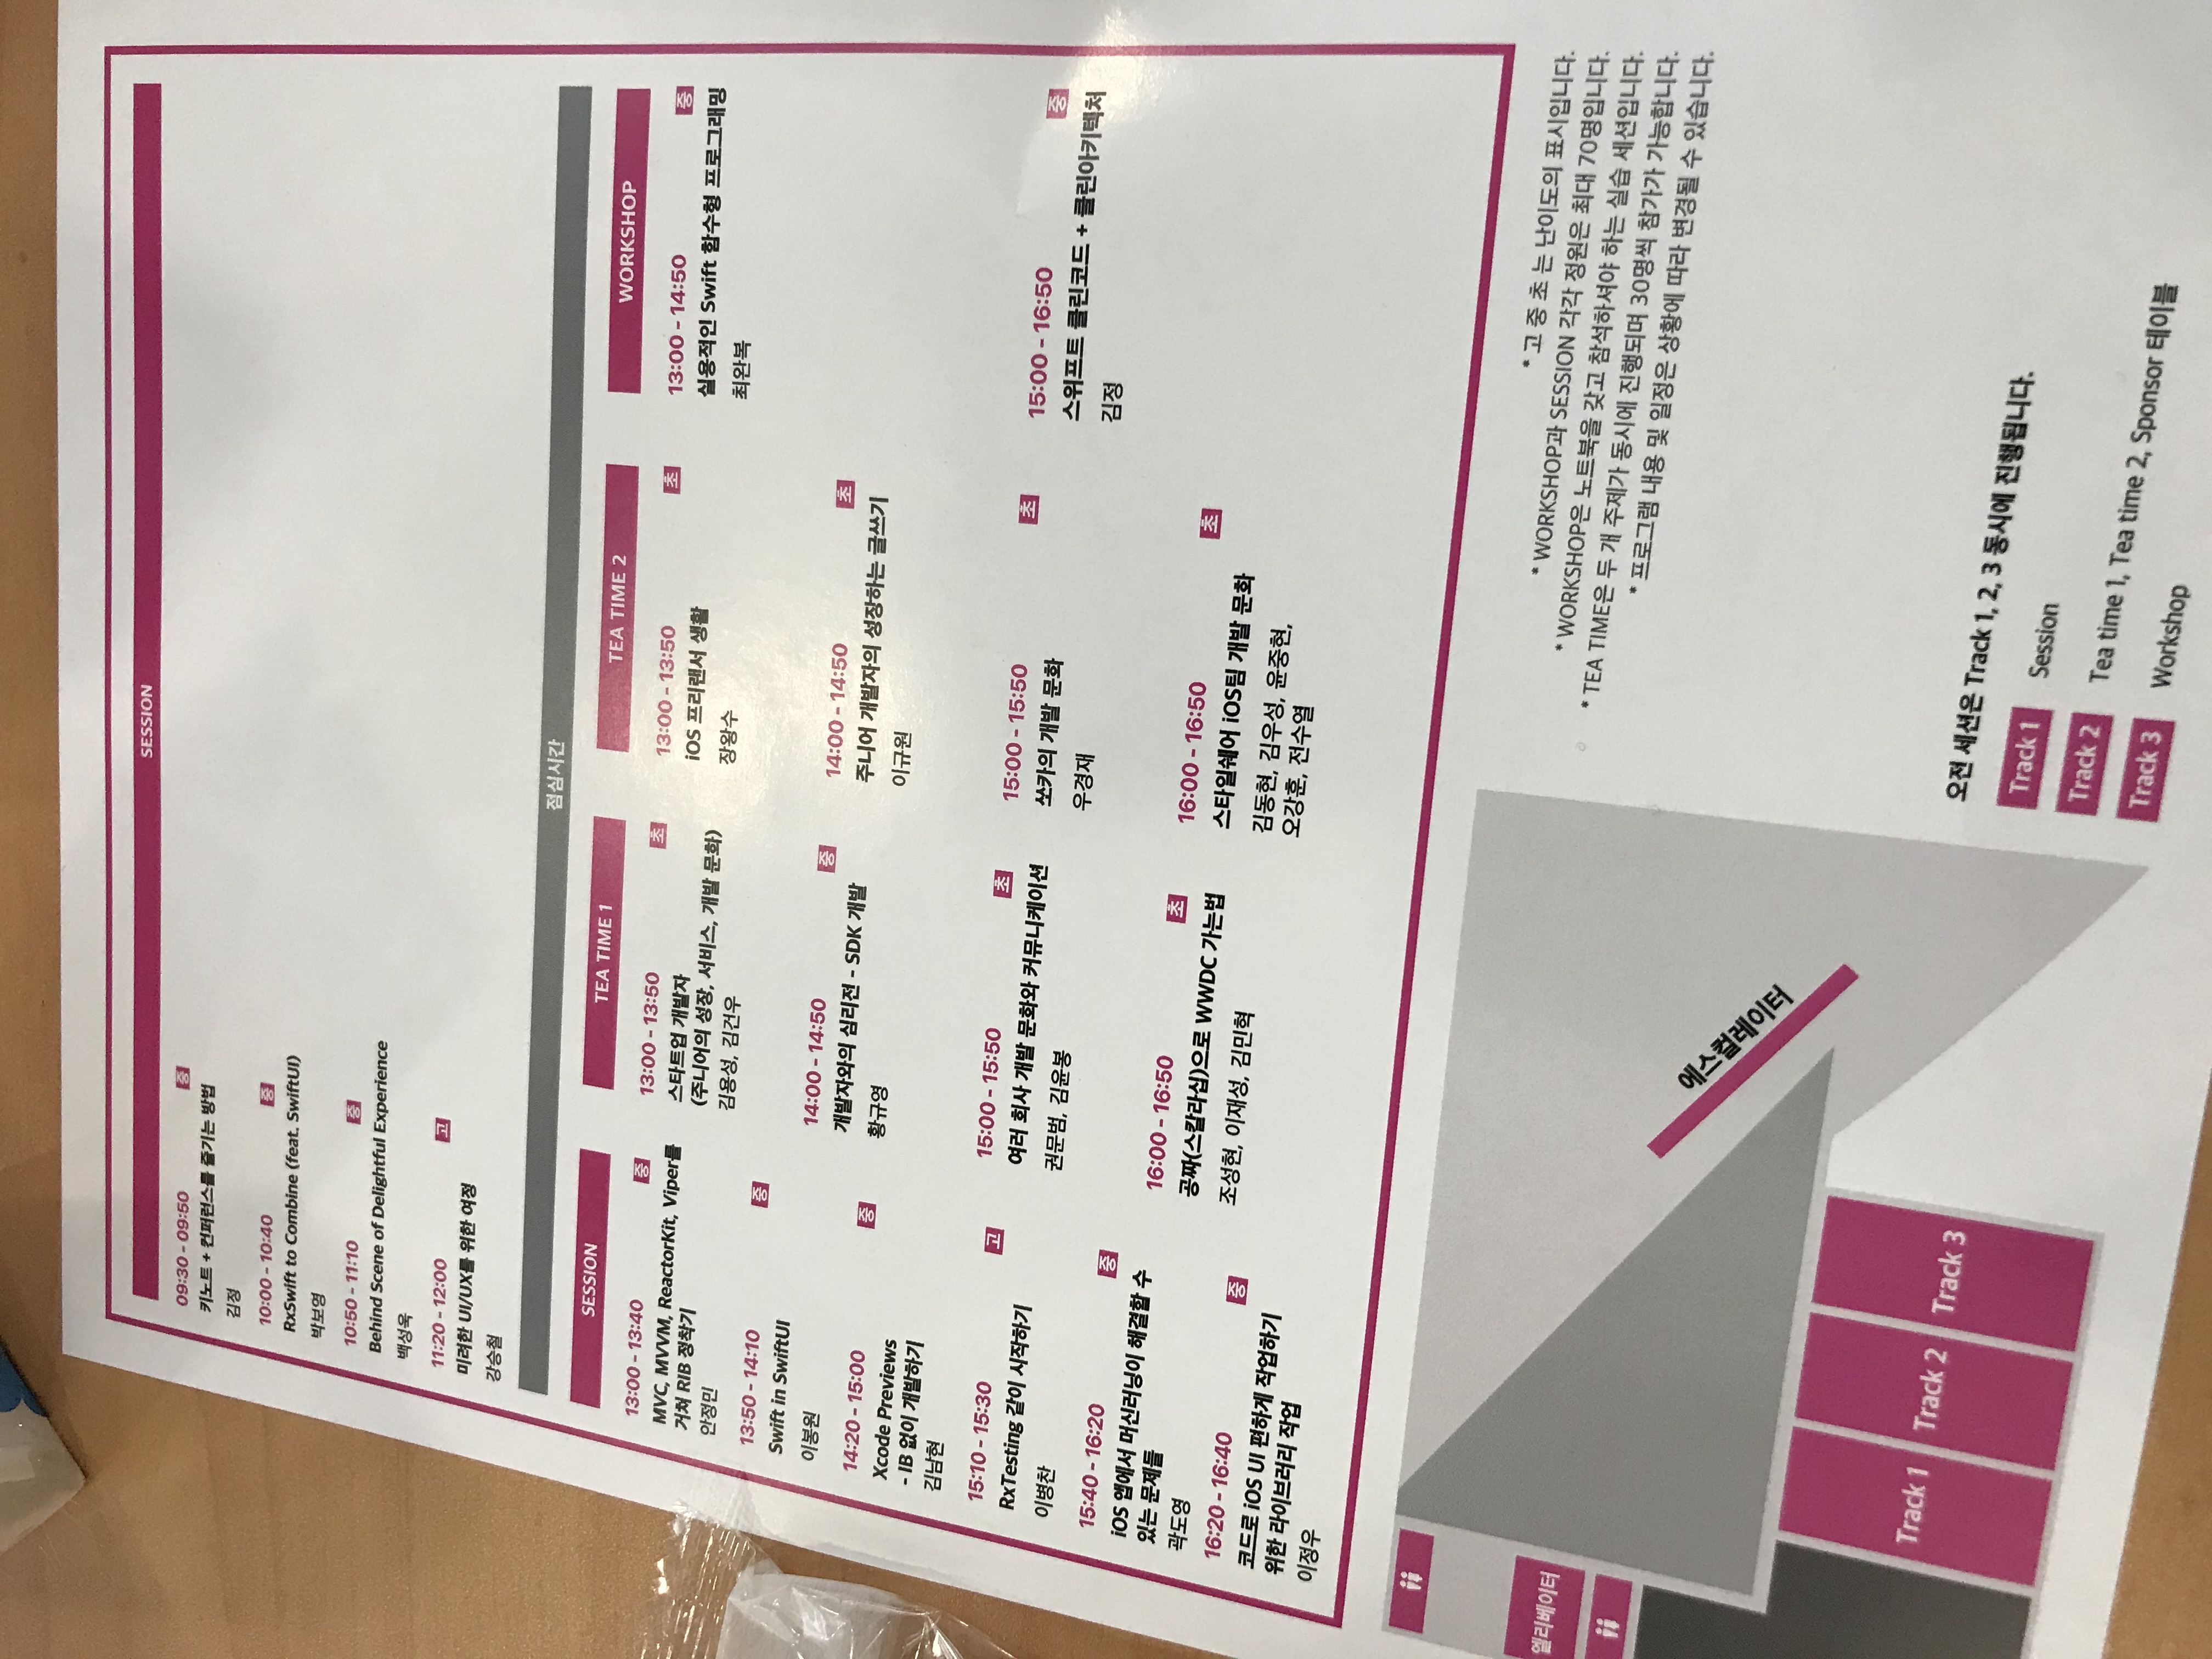 SESSION
09:30 - 09:50 중
키노트 + 컨퍼런스를 즐기는 방법
김정
10:00 - 10:40 중
RxSwift to Combine (feat. SwiftUI)
박보영
10:50 - 11:10 중
Behind Scene of Delightful Experience
백성욱
11:20 - 12:00 고
미려한 UI/UX를 위한 여정
강승철
점심시간
SESSION
13:00 - 13:40 중
MVC, MVVM, ReactorKit, Viper를
거쳐 RIB 정착기
안정민
13:50 - 14:10 중
Swift in SwiftUI
이봉원
14:20 - 15:00 중
Xcode Previews
- IB 없이 개발하기
김남현
15:10 - 15:30 고
RxTesting 같이 시작하기
이병찬
15:40 - 16:20 중
iOS 앱에서 머신러닝이 해결할 수
있는 문제들
곽도영
16:20 - 16:40 중
코드로 iOS UI 편하게 작업하기
위한 라이브러리 작업
이정우
TEA TIME 1
13:00 - 13:50 초
스타트업 개발자
(주니어의 성장, 서비스, 개발 문화)
김용성, 김건우
14:00 - 14:50 중
개발자와의 심리전 - SDK 개발
황규영
15:00 - 15:50 초
여러 회사 개발 문화와 커뮤니케이션
권문범, 김윤봉
16:00 - 16:50 초
공짜(스칼라십)으로 WWDC 가는법
조성현, 이재성, 김민혁
TEA TIME 2
13:00 - 13:50 초
iOS 프리랜서 생활
장왕수
14:00 - 14:50 초
주니어 개발자의 성장하는 글쓰기
이규원
15:00 - 15:50 초
쏘카의 개발 문화
우경재
16:00 - 16:50 초
스타일쉐어 iOS팀 개발 문화
김동현, 김우성, 윤중현,
오강훈, 전수열
WORKSHOP
13:00 - 14:50 중
실용적인 Swift 함수형 프로그래밍
최완복
15:00 - 16:50 중
스위프트 클린코드 + 클린아키텍처
김정
* 고 중 초 는 난이도의 표시입니다.
* WORKSHOP과 SESSION 각각 정원은 최대 70명입니다.
* WORKSHOP은 노트북을 갖고 참석하셔야 하는 실습 세션입니다.
* TEA TIME은 두 개 주제가 동시에 진행되며 30명씩 참가가 가능합니다.
* 프로그램 내용 및 일정은 상황에 따라 변경될 수 있습니다.
엘리베이터
에스컬레이터
Track 1
Track 2
Track 3
오전 세션은 Track 1, 2, 3 동시에 진행됩니다.
Track 1 Session
Track 2 Tea time 1, Tea time 2, Sponsor 테이블
Track 3 Workshop